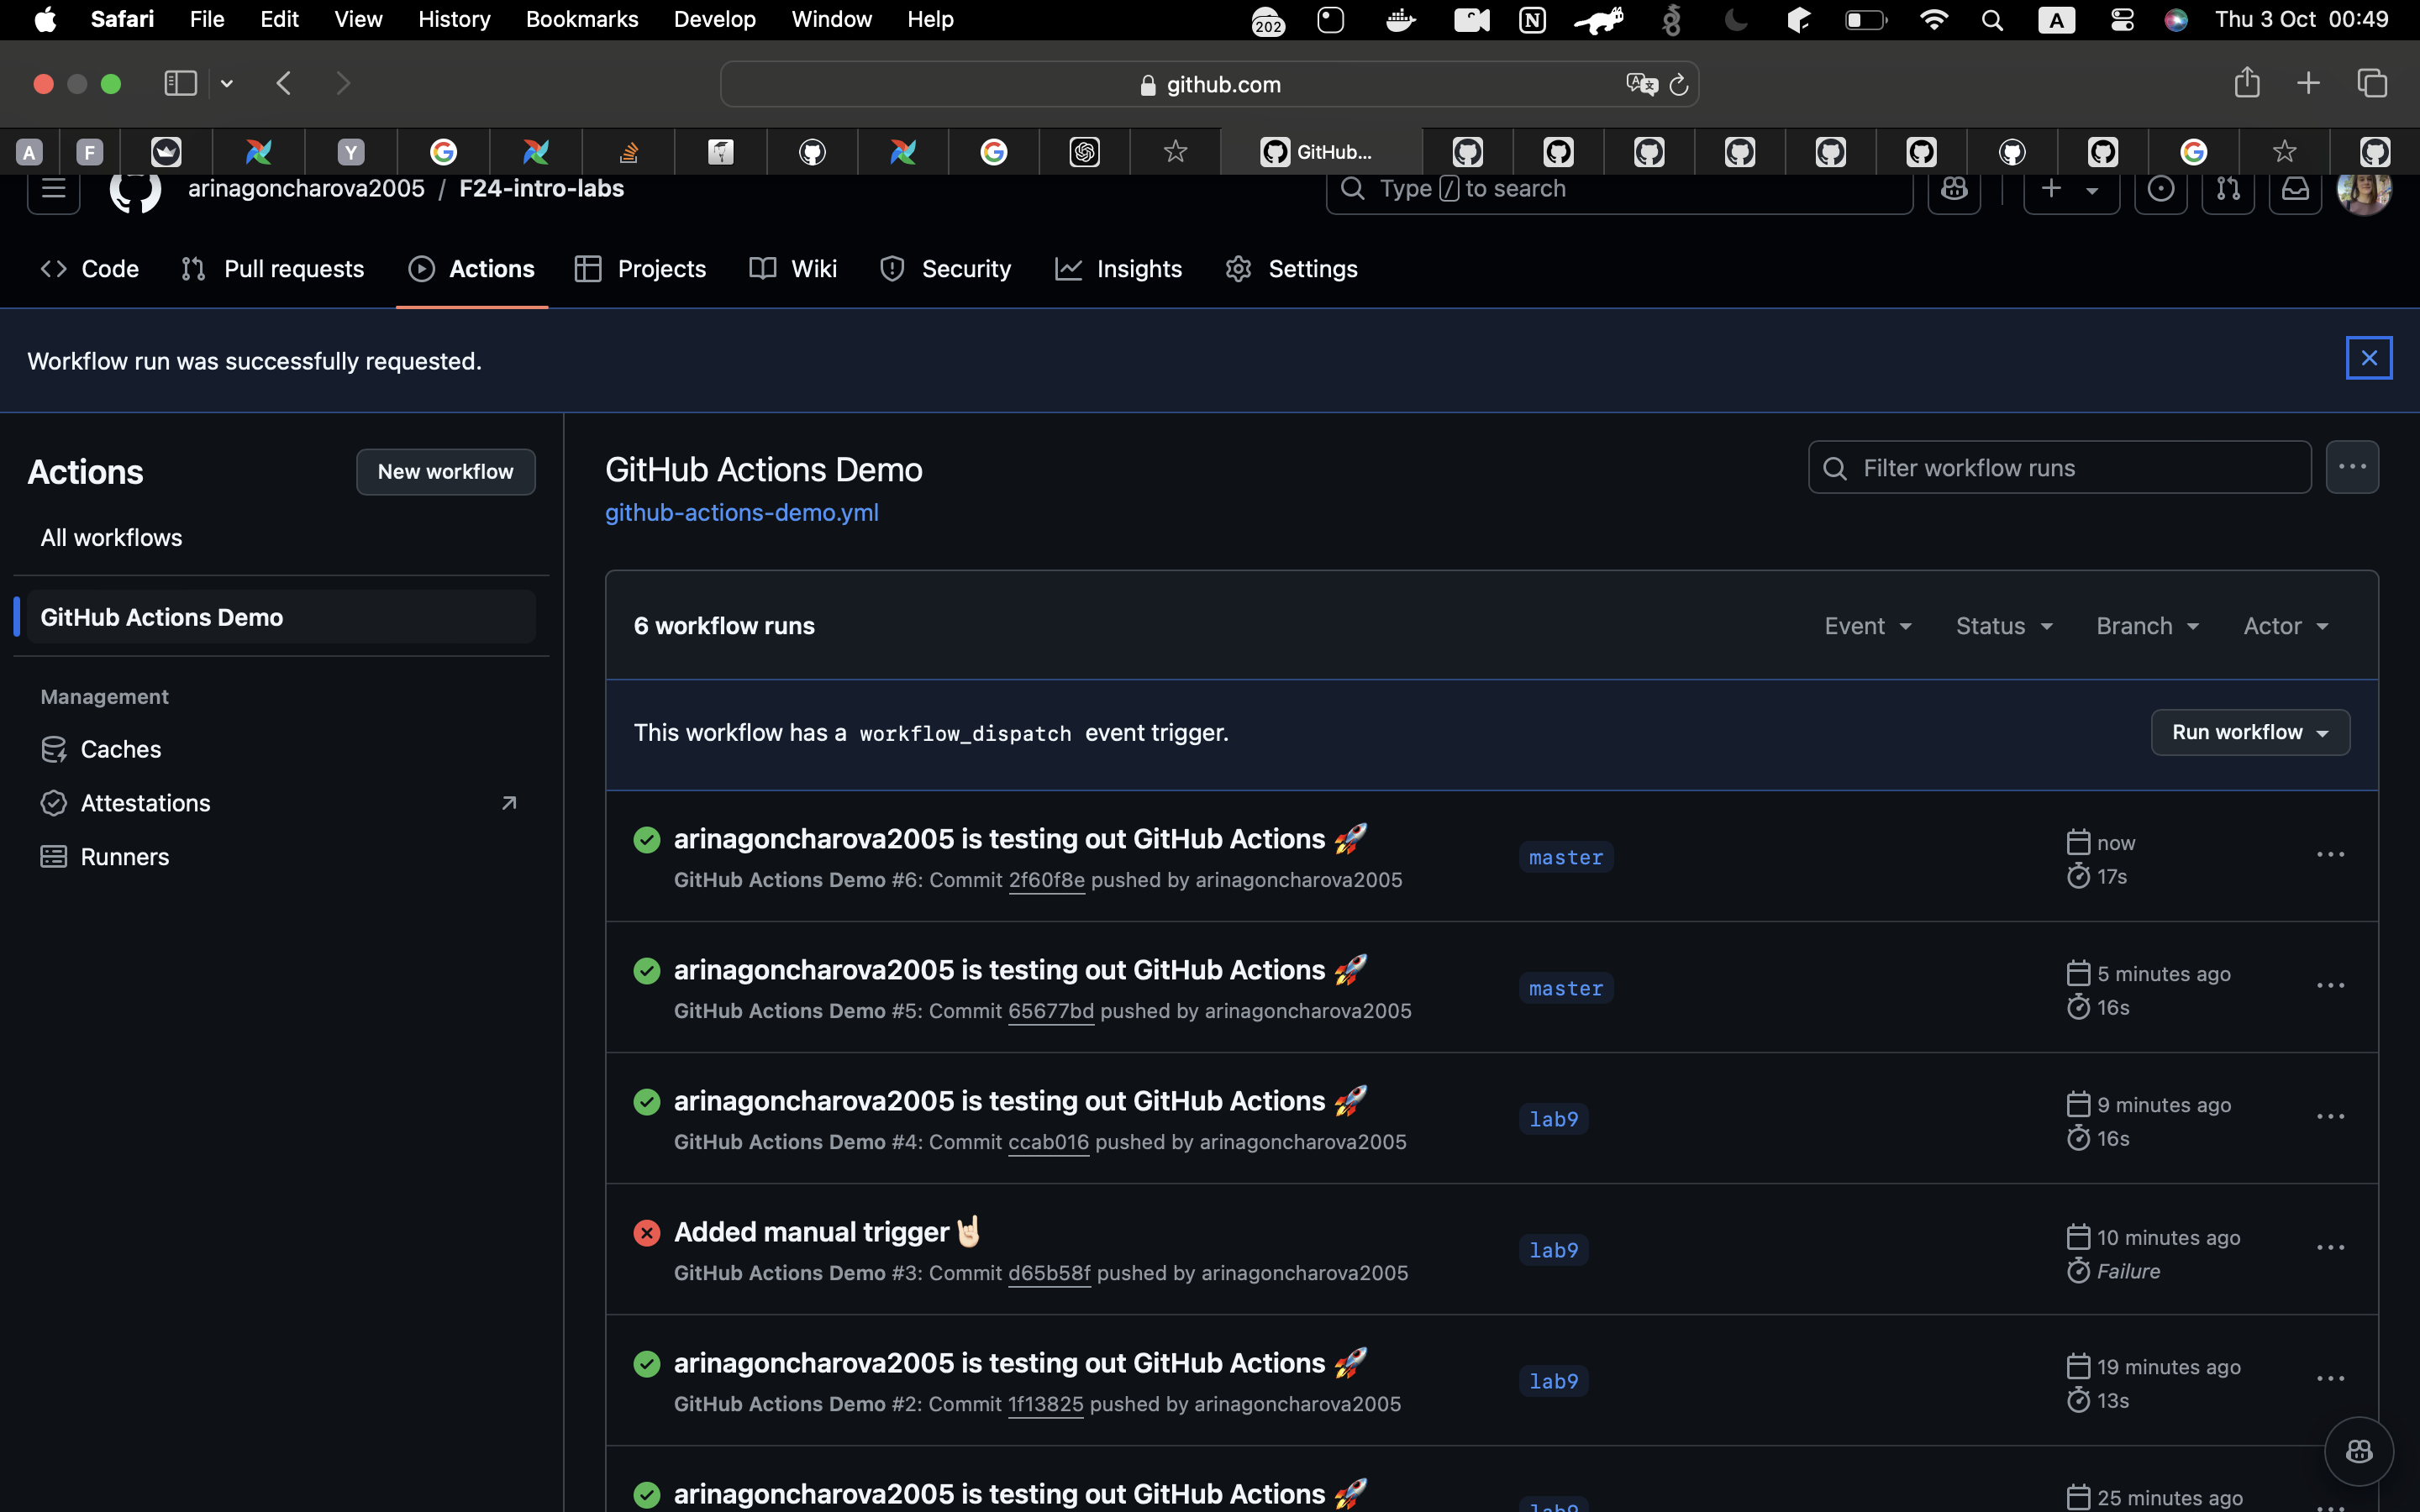 Safari File Edit View History Bookmarks Develop Window Help 202 N A Thu 3 Oct 00:49
github.com
A F Y GitHub...
arinagoncharova2005 / F24-intro-labs Type / to search
Code Pull requests Actions Projects Wiki Security Insights Settings
Workflow run was successfully requested.
Actions New workflow
All workflows
GitHub Actions Demo
Management
Caches
Attestations
Runners
GitHub Actions Demo Filter workflow runs
github-actions-demo.yml
6 workflow runs Event Status Branch Actor
This workflow has a workflow_dispatch event trigger. Run workflow
arinagoncharova2005 is testing out GitHub Actions 🚀 master now
GitHub Actions Demo #6: Commit 2f60f8e pushed by arinagoncharova2005 17s
arinagoncharova2005 is testing out GitHub Actions 🚀 master 5 minutes ago
GitHub Actions Demo #5: Commit 65677bd pushed by arinagoncharova2005 16s
arinagoncharova2005 is testing out GitHub Actions 🚀 lab9 9 minutes ago
GitHub Actions Demo #4: Commit ccab016 pushed by arinagoncharova2005 16s
Added manual trigger 🤘🏻 lab9 10 minutes ago
GitHub Actions Demo #3: Commit d65b58f pushed by arinagoncharova2005 Failure
arinagoncharova2005 is testing out GitHub Actions 🚀 lab9 19 minutes ago
GitHub Actions Demo #2: Commit 1f13825 pushed by arinagoncharova2005 13s
arinagoncharova2005 is testing out GitHub Actions 🚀 lab9 25 minutes ago